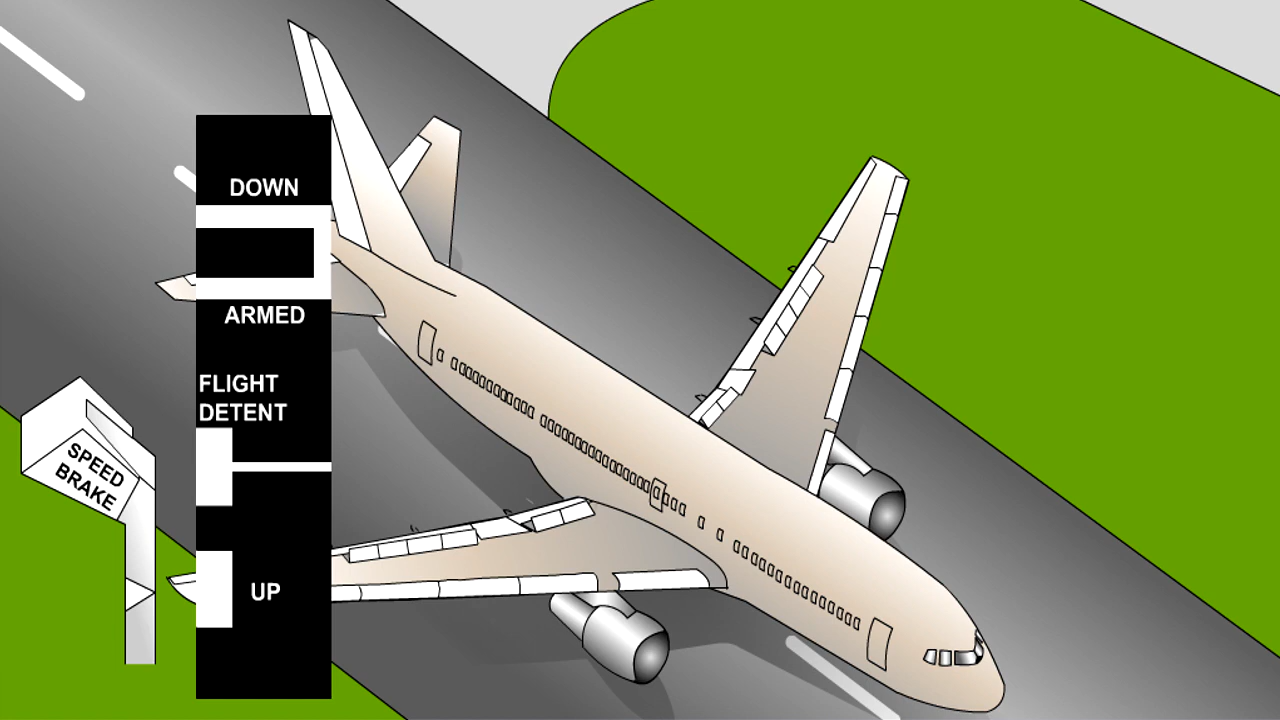 DOWN
ARMED
FLIGHT
DETENT
SPEED
BRAKE
UP